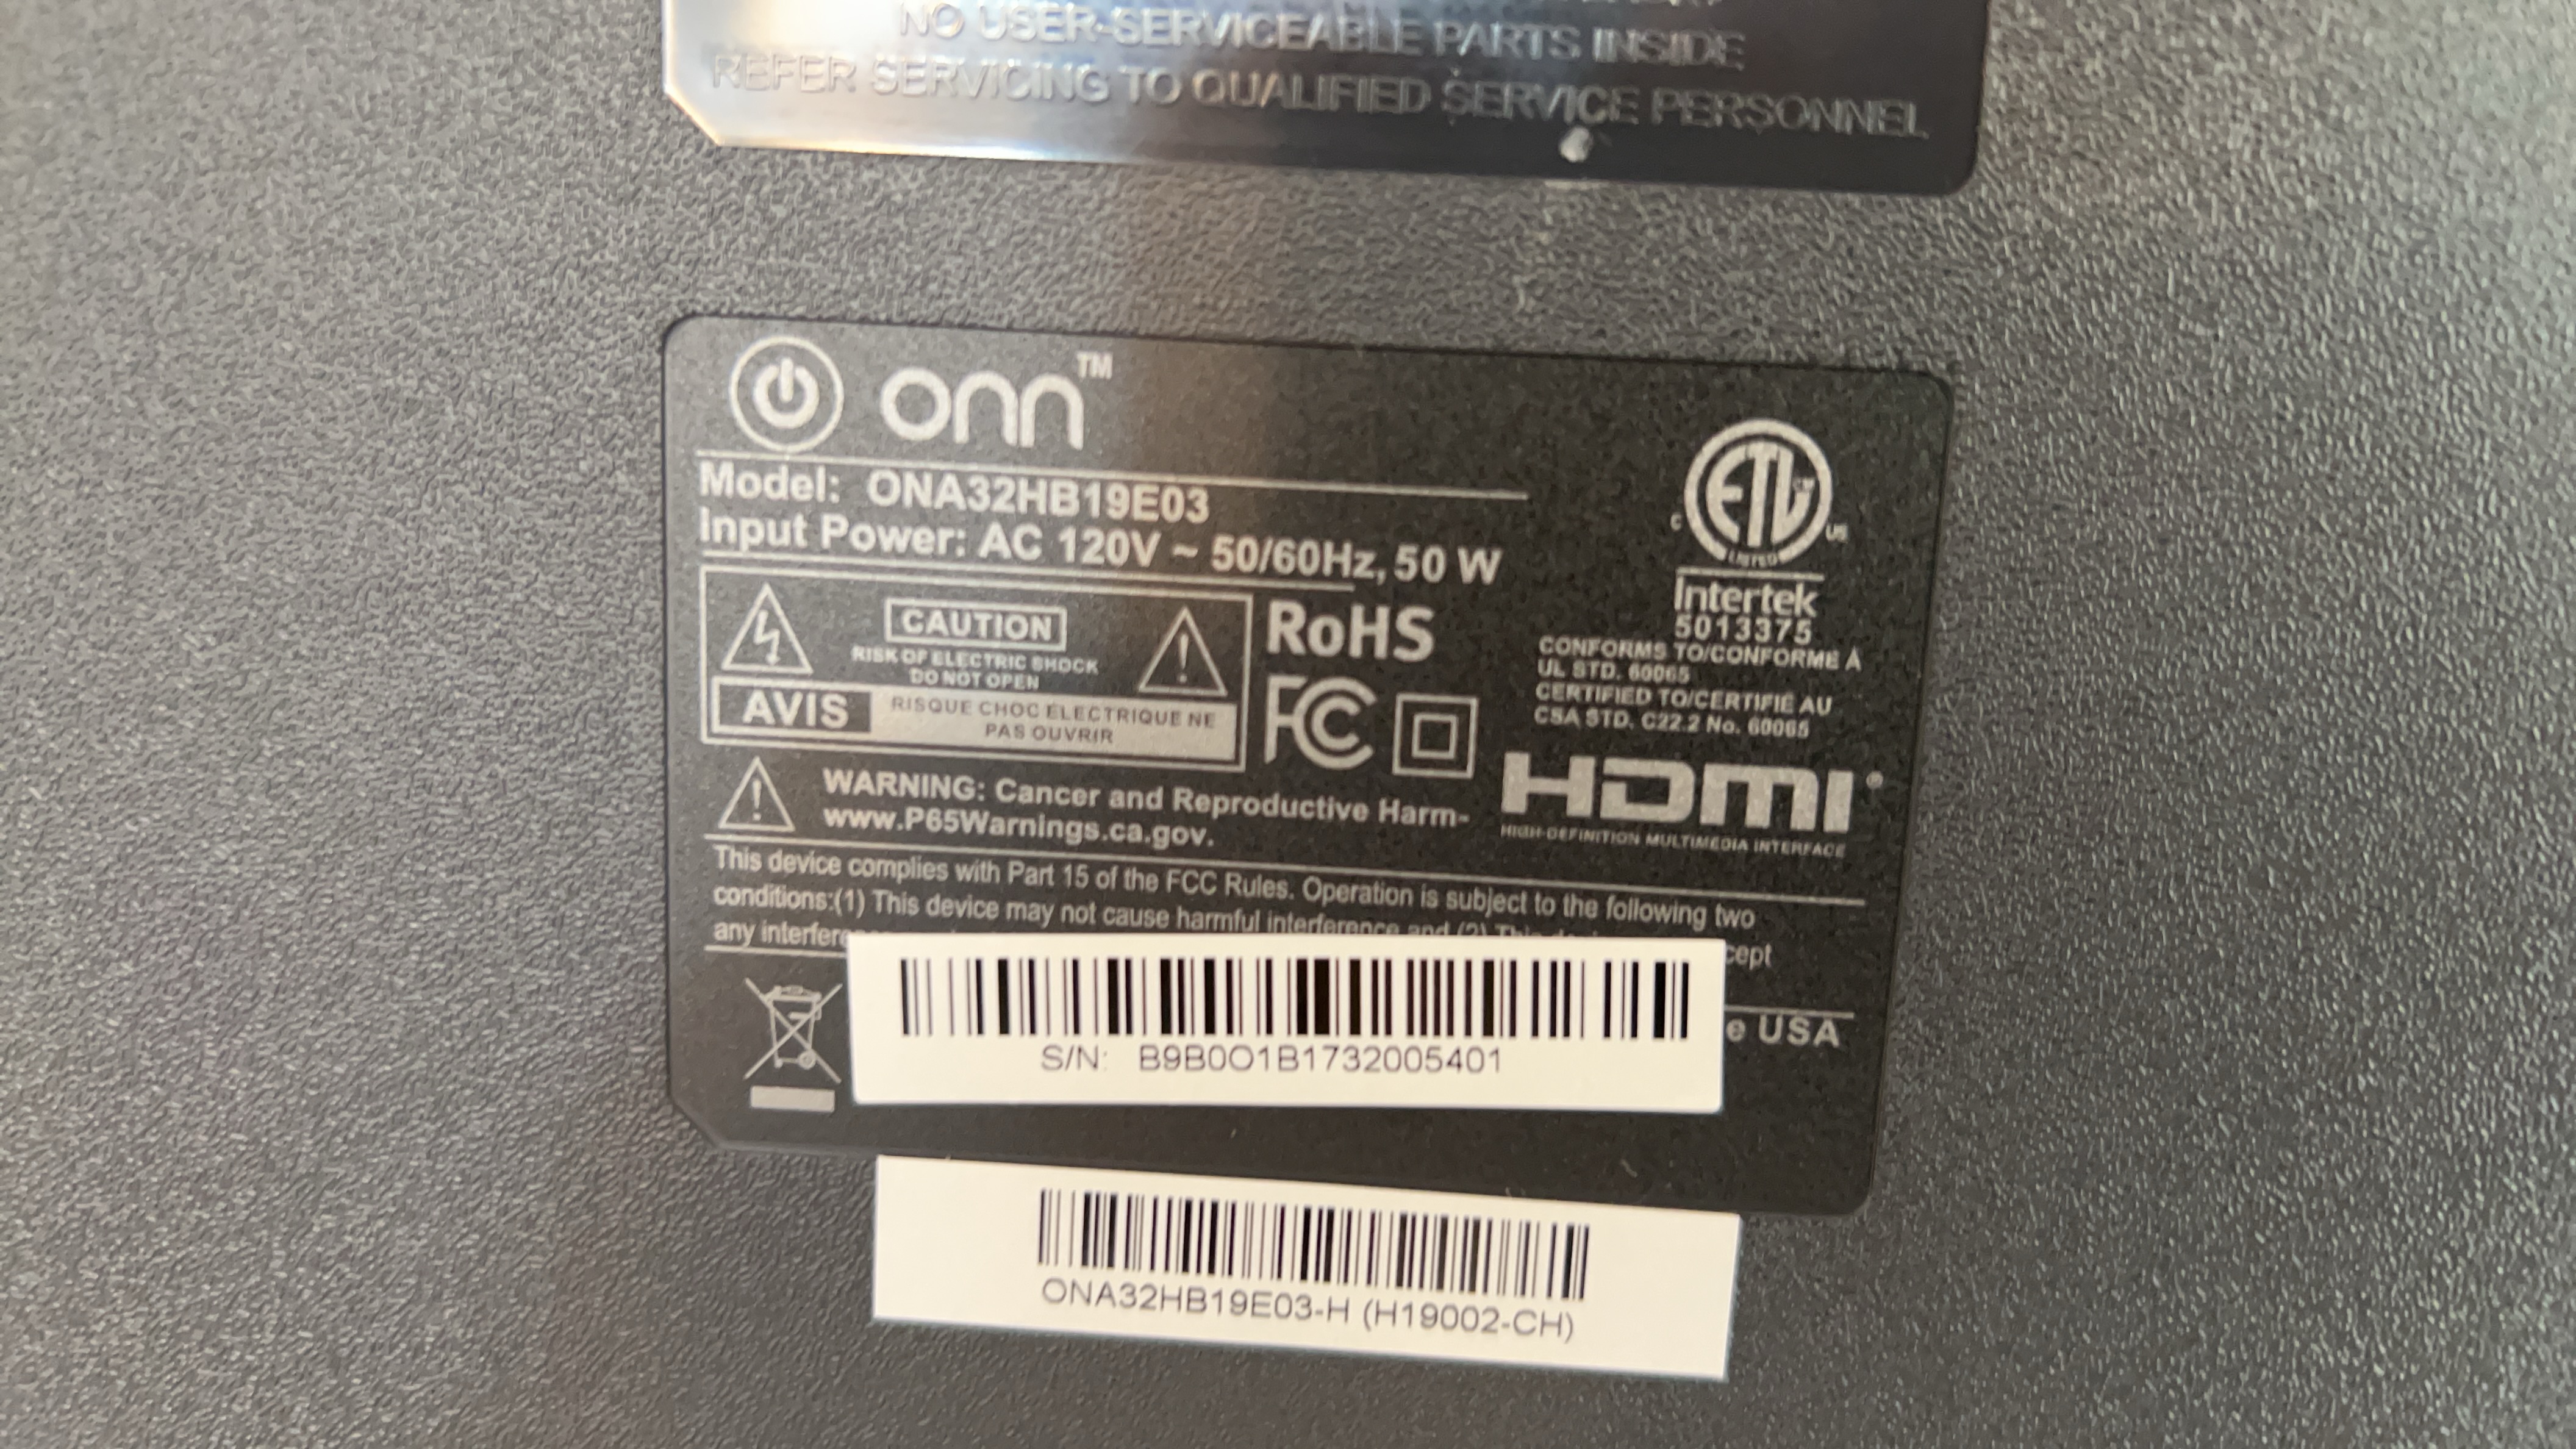 NO USER-SERVICEABLE PARTS INSIDE
REFER SERVICING TO QUALIFIED SERVICE PERSONNEL
onn™
Model: ONA32HB19E03
Input Power: AC 120V ~ 50/60Hz, 50 W
CAUTION
RISK OF ELECTRIC SHOCK
DO NOT OPEN
AVIS
RISQUE CHOC ELECTRIQUE NE
PAS OUVRIR
RoHS
FC
C ETL US
LISTED
Intertek
5013375
CONFORMS TO/CONFORME À
UL STD. 60065
CERTIFIED TO/CERTIFIÉ AU
CSA STD. C22.2 No. 60065
HDMI®
HIGH-DEFINITION MULTIMEDIA INTERFACE
WARNING: Cancer and Reproductive Harm-
www.P65Warnings.ca.gov.
This device complies with Part 15 of the FCC Rules. Operation is subject to the following two
conditions:(1) This device may not cause harmful interference and (2) This
any
cept
e USA
S/N: B9B0O1B1732005401
ONA32HB19E03-H (H19002-CH)